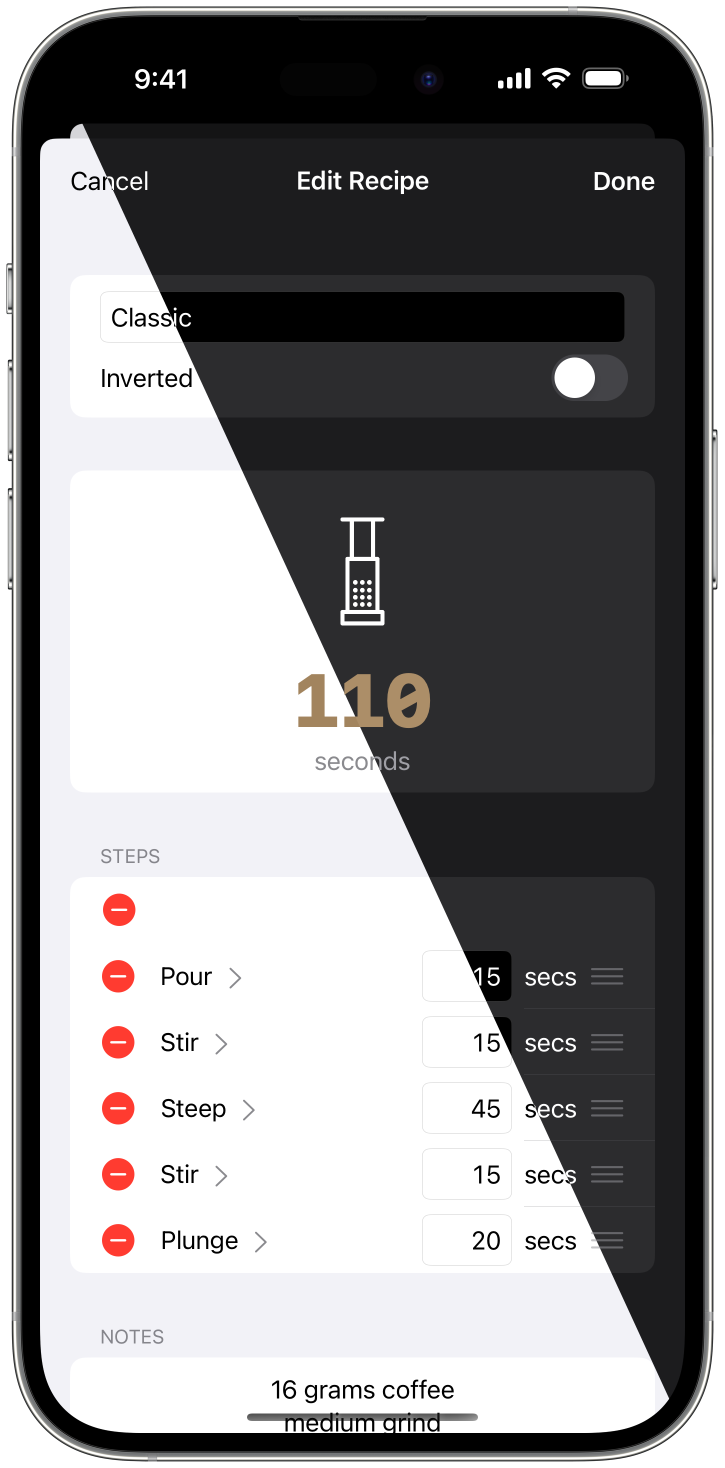 9:41
Cancel Edit Recipe Done
Classic
Inverted
110
seconds
STEPS
Pour 15 secs
Stir 15 secs
Steep 45 secs
Stir 15 secs
Plunge 20 secs
NOTES
16 grams coffee
medium grind